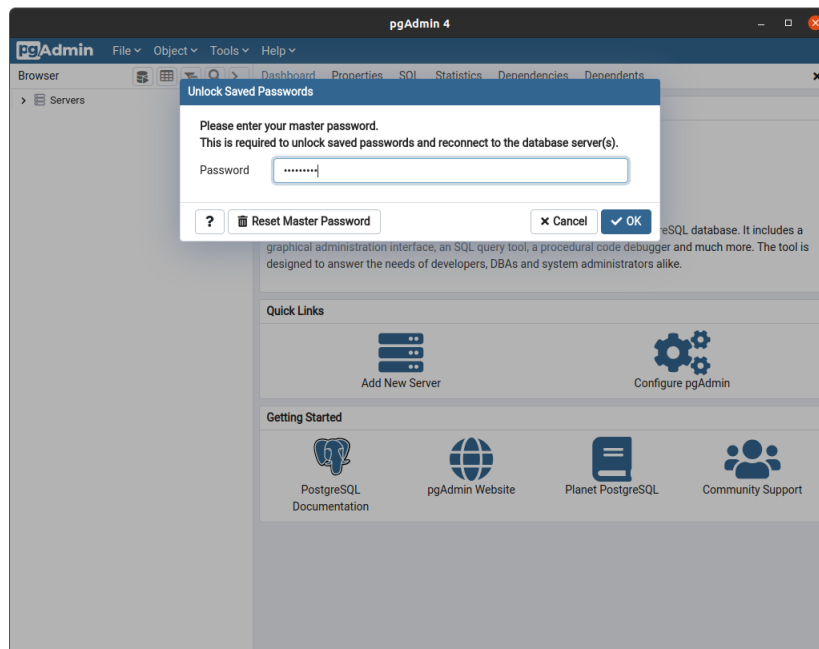 pgAdmin 4
pgAdmin File Object Tools Help
Browser Dashboard Properties SQL Statistics Dependencies Dependents
Servers
Unlock Saved Passwords
Please enter your master password.
This is required to unlock saved passwords and reconnect to the database server(s).
Password •••••••••
? Reset Master Password Cancel OK
reSQL database. It includes a
graphical administration interface, an SQL query tool, a procedural code debugger and much more. The tool is
designed to answer the needs of developers, DBAs and system administrators alike.
Quick Links
Add New Server Configure pgAdmin
Getting Started
PostgreSQL
Documentation
pgAdmin Website
Planet PostgreSQL
Community Support